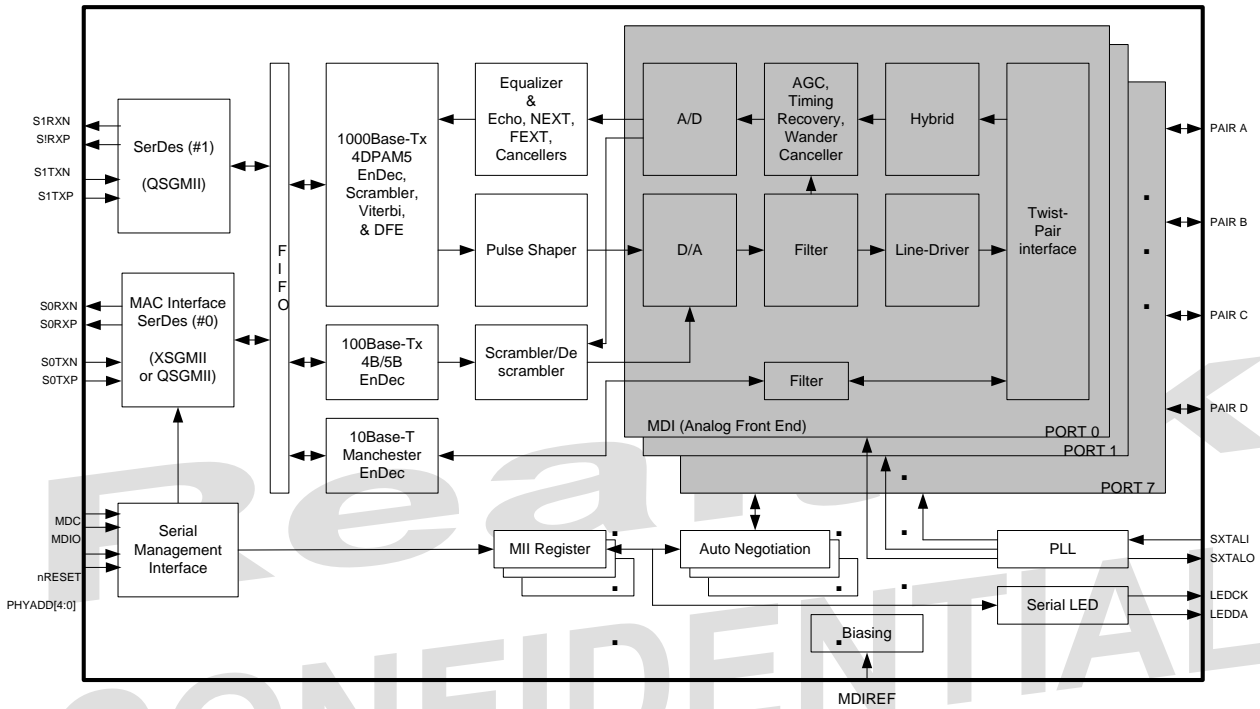 S1RXN
S!RXP
S1TXN
S1TXP
SerDes (#1)
(QSGMII)
S0RXN
S0RXP
S0TXN
S0TXP
MAC Interface
SerDes (#0)
(XSGMII
or QSGMII)
MDC
MDIO
nRESET
PHYADD[4:0]
Serial
Management
Interface
F
I
F
O
1000Base-Tx
4DPAM5
EnDec,
Scrambler,
Viterbi,
& DFE
100Base-Tx
4B/5B
EnDec
10Base-T
Manchester
EnDec
Equalizer
&
Echo, NEXT,
FEXT,
Cancellers
Pulse Shaper
Scrambler/De
scrambler
A/D
AGC,
Timing
Recovery,
Wander
Canceller
Hybrid
D/A
Filter
Line-Driver
Twist-
Pair
interface
Filter
MDI (Analog Front End)
PORT 0
PORT 1
PORT 7
PAIR A
PAIR B
PAIR C
PAIR D
MII Register
Auto Negotiation
PLL
Serial LED
Biasing
SXTALI
SXTALO
LEDCK
LEDDA
MDIREF
Realtek
CONFIDENTIAL